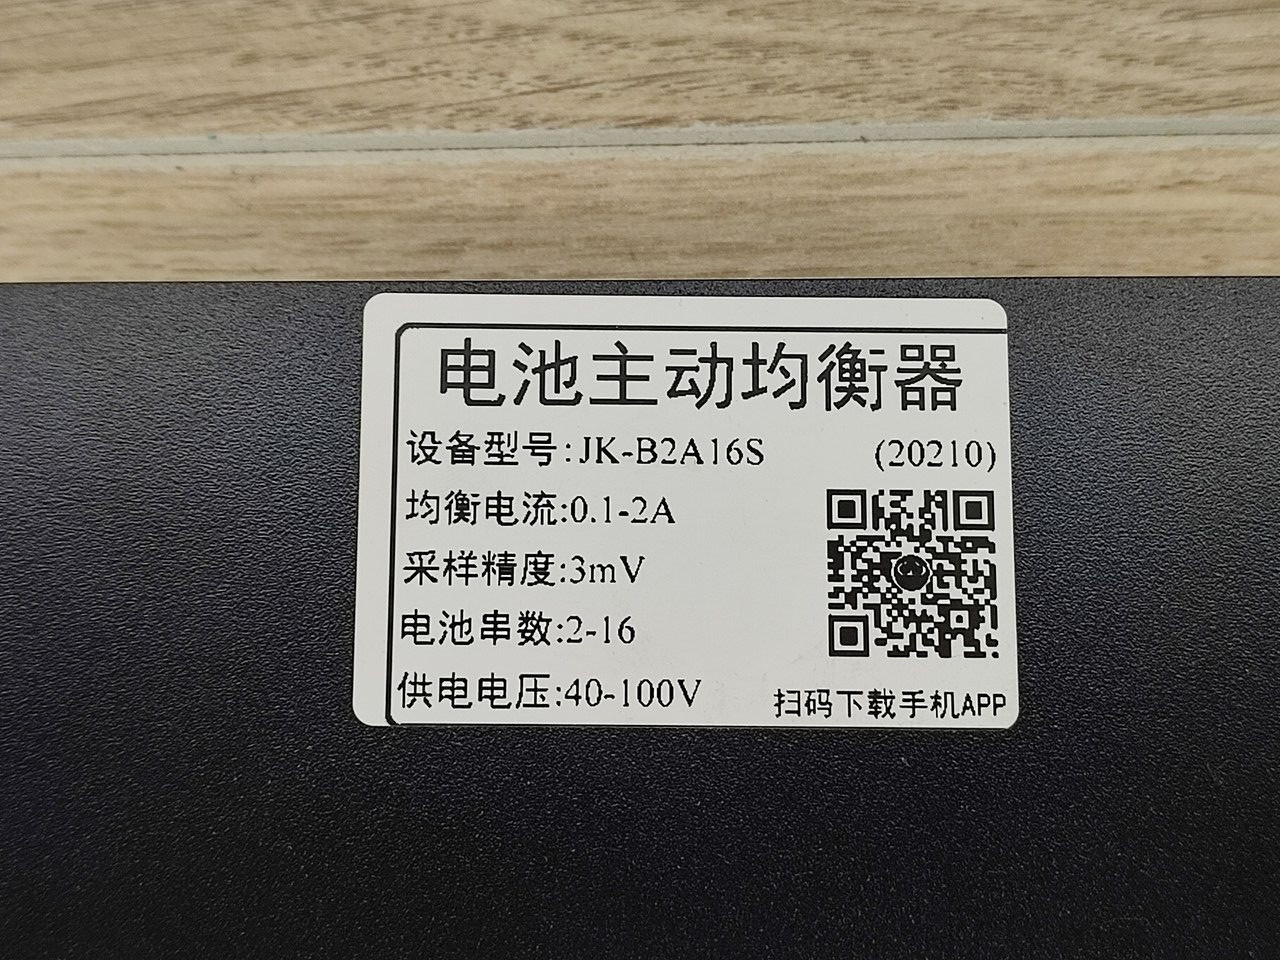 电池主动均衡器
设备型号:JK-B2A16S (20210)
均衡电流:0.1-2A
采样精度:3mV
电池串数:2-16
供电电压:40-100V
扫码下载手机APP